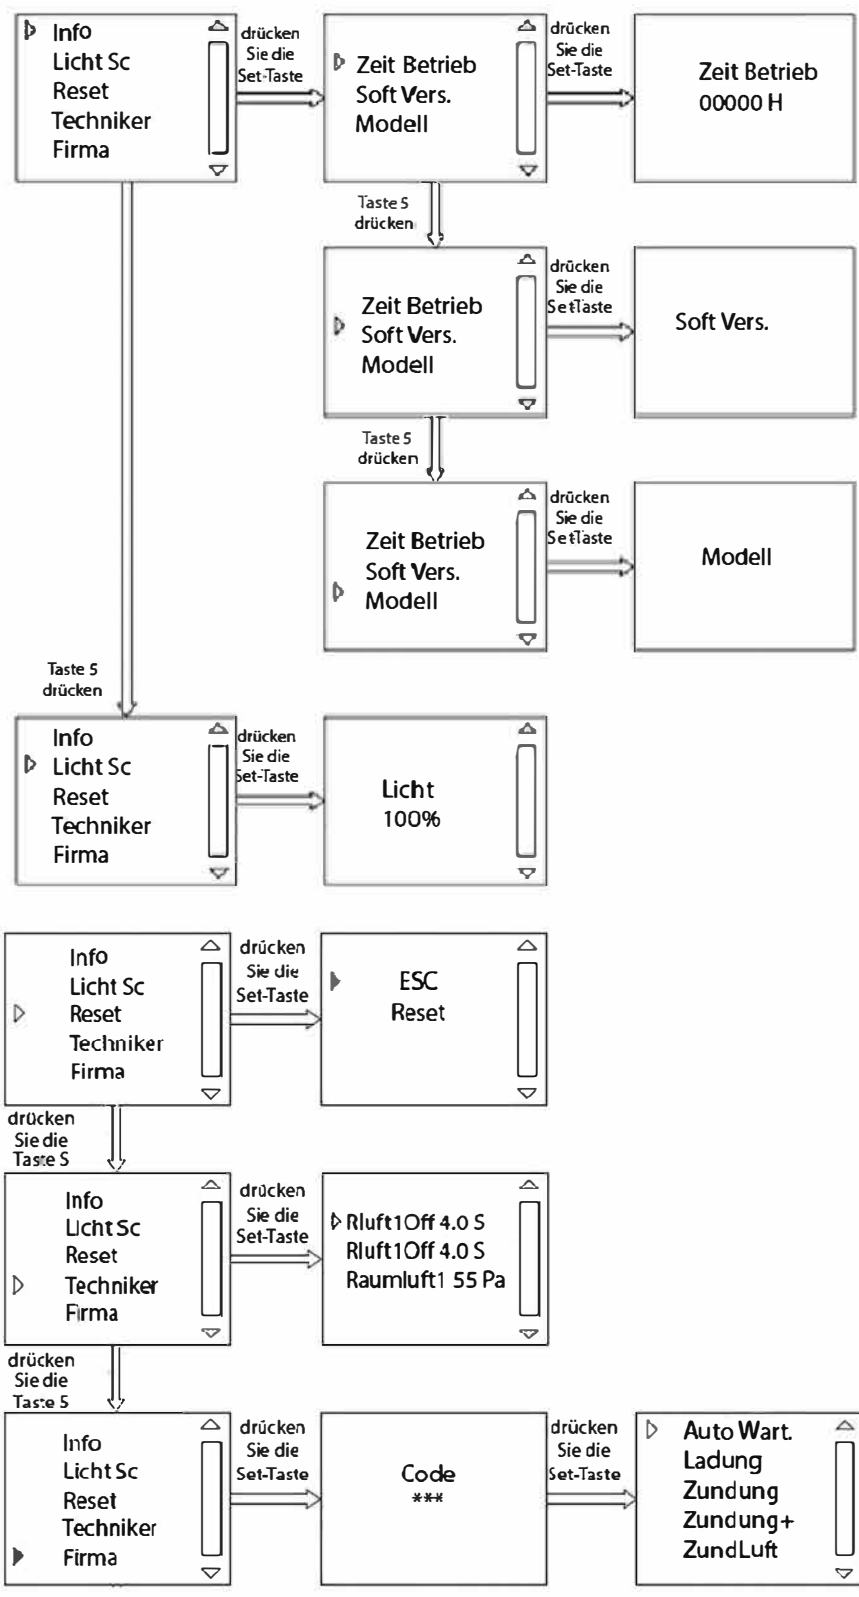 Info
Licht Sc
Reset
Techniker
Firma
drücken
Sie die
Set-Taste
Zeit Betrieb
Soft Vers.
Modell
drücken
Sie die
Set-Taste
Zeit Betrieb
00000 H
Taste 5
drücken
Zeit Betrieb
Soft Vers.
Modell
drücken
Sie die
Set-Taste
Soft Vers.
Taste 5
drücken
Zeit Betrieb
Soft Vers.
Modell
drücken
Sie die
Set-Taste
Modell
Taste 5
drücken
Info
Licht Sc
Reset
Techniker
Firma
drücken
Sie die
Set-Taste
Licht
100%
Info
Licht Sc
Reset
Techniker
Firma
drücken
Sie die
Set-Taste
ESC
Reset
drücken
Sie die
Taste S
Info
Licht Sc
Reset
Techniker
Firma
drücken
Sie die
Set-Taste
Rluft1Off 4.0 S
Rluft1Off 4.0 S
Raumluft1 55 Pa
drücken
Sie die
Taste 5
Info
Licht Sc
Reset
Techniker
Firma
drücken
Sie die
Set-Taste
Code
***
drücken
Sie die
Set-Taste
Auto Wart.
Ladung
Zundung
Zundung+
ZundLuft